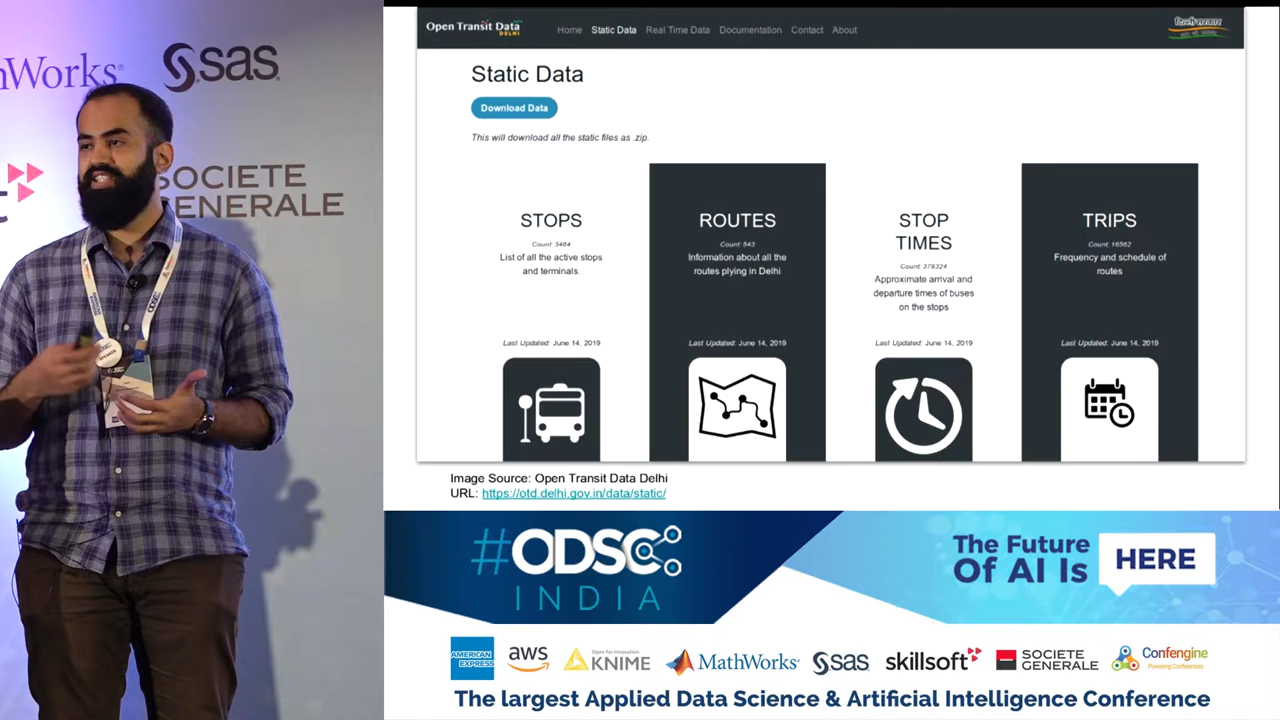 MathWorks
sas
SOCIETE
GENERALE
SPEAKER
Open Transit Data
DELHI
Home Static Data Real Time Data Documentation Contact About
Static Data
Download Data
This will download all the static files as .zip.
STOPS
Count: 3464
List of all the active stops
and terminals.
Last Updated: June 14, 2019
ROUTES
Count: 543
Information about all the
routes plying in Delhi
Last Updated: June 14, 2019
STOP
TIMES
Count: 378324
Approximate arrival and
departure times of buses
on the stops
Last Updated: June 14, 2019
TRIPS
Count: 16562
Frequency and schedule of
routes
Last Updated: June 14, 2019
Image Source: Open Transit Data Delhi
URL: https://otd.delhi.gov.in/data/static/
#ODSC
INDIA
The Future
Of AI Is
HERE
AMERICAN
EXPRESS
aws
Open for Innovation
KNIME
MathWorks
sas
skillsoft
SOCIETE
GENERALE
Confengine
Powering Conferences
The largest Applied Data Science & Artificial Intelligence Conference